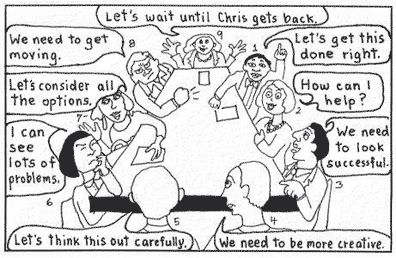 Let's wait until Chris gets back.
We need to get
moving.
8
9
1
Let's get this
done right.
Let's consider all
the options.
7
How can I
help?
2
I can
see
lots of
problems.
6
We need
to look
successful.
3
5
4
Let's think this out carefully.
We need to be more creative.